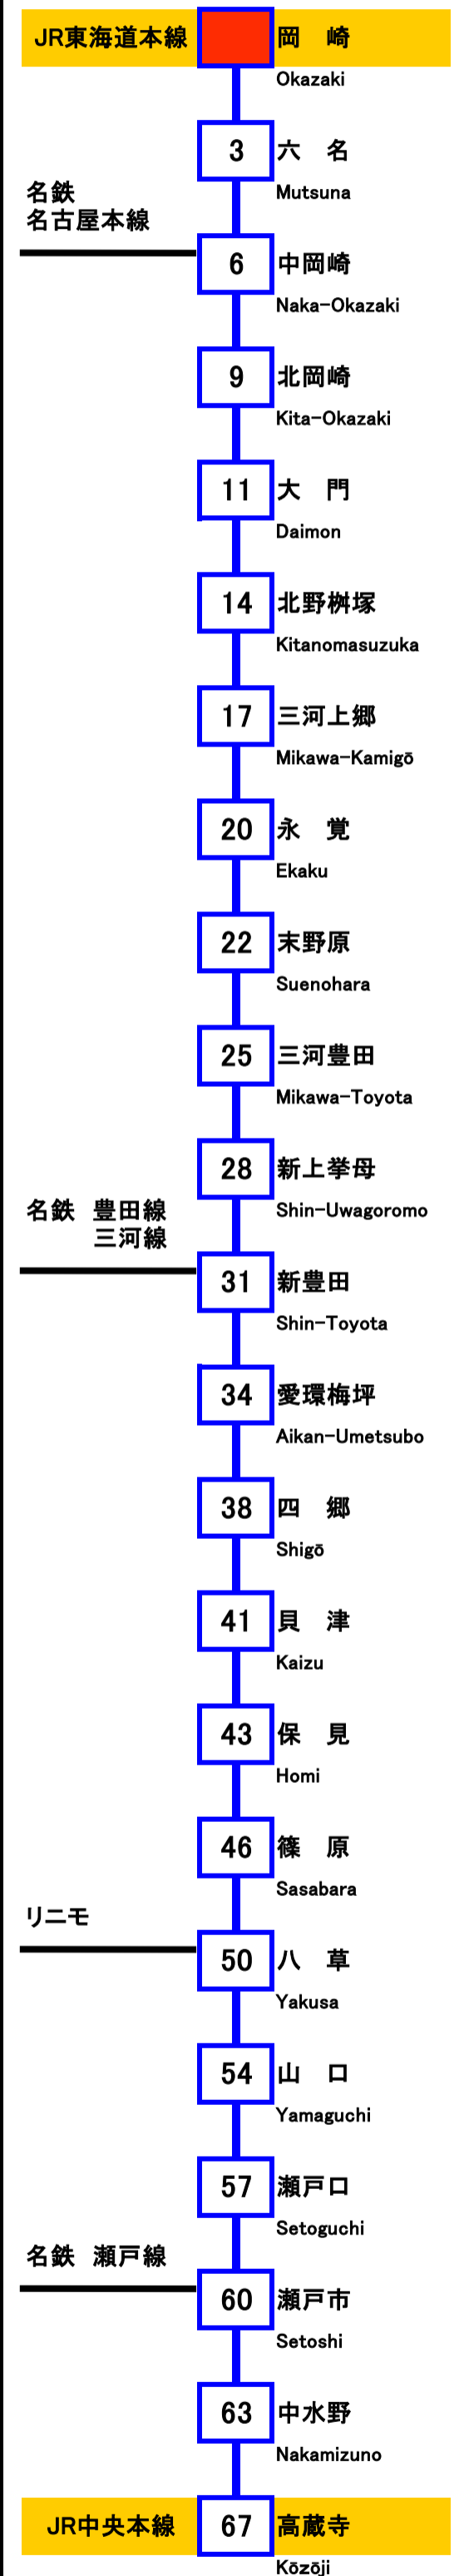 JR東海道本線 岡 崎
Okazaki
3 六 名
Mutsuna
名鉄
名古屋本線
6 中岡崎
Naka-Okazaki
9 北岡崎
Kita-Okazaki
11 大 門
Daimon
14 北野桝塚
Kitanomasuzuka
17 三河上郷
Mikawa-Kamigō
20 永 覚
Ekaku
22 末野原
Suenohara
25 三河豊田
Mikawa-Toyota
28 新上挙母
Shin-Uwagoromo
名鉄 豊田線
三河線
31 新豊田
Shin-Toyota
34 愛環梅坪
Aikan-Umetsubo
38 四 郷
Shigō
41 貝 津
Kaizu
43 保 見
Homi
46 篠 原
Sasabara
リニモ
50 八 草
Yakusa
54 山 口
Yamaguchi
57 瀬戸口
Setoguchi
名鉄 瀬戸線
60 瀬戸市
Setoshi
63 中水野
Nakamizuno
JR中央本線 67 高蔵寺
Kōzōji